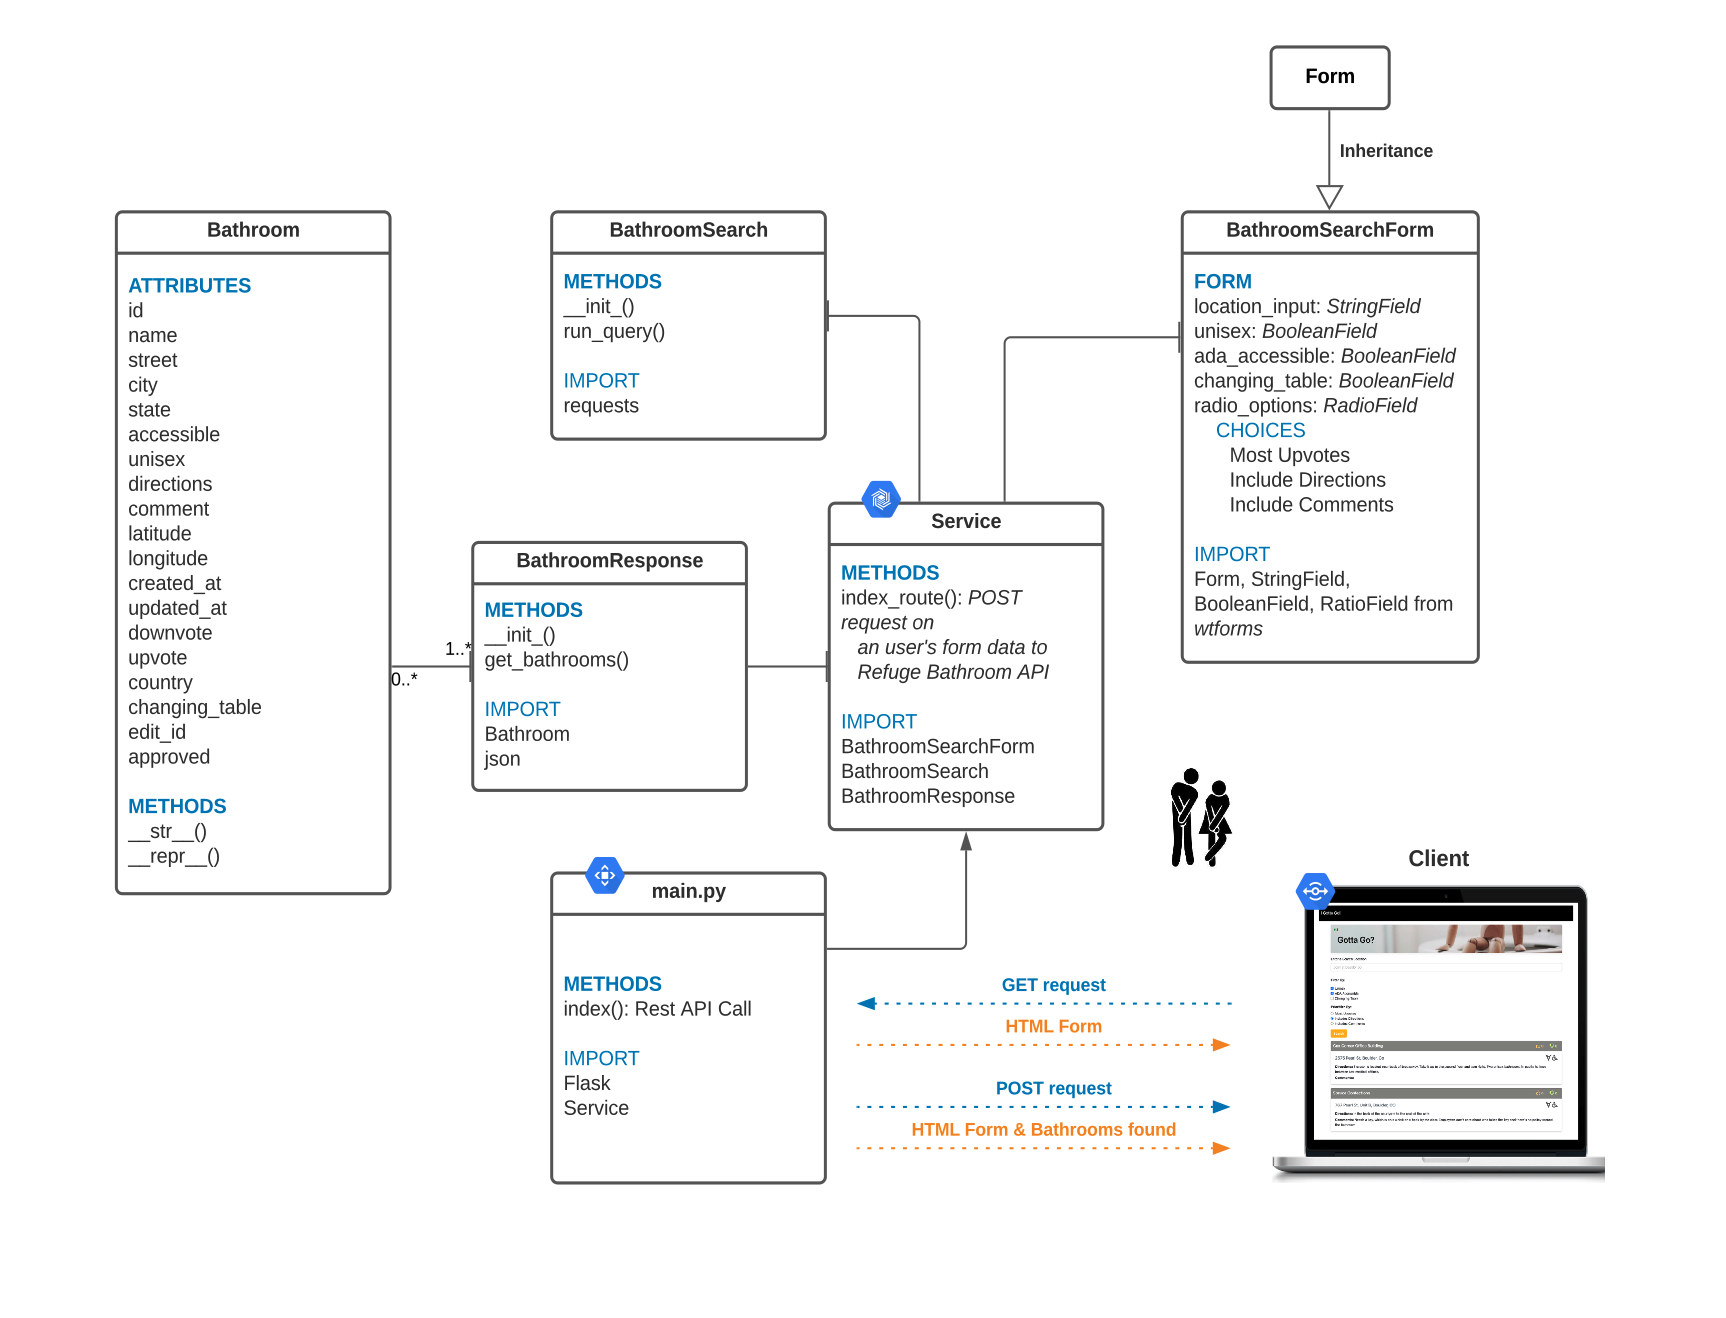 Form
Inheritance
Bathroom
ATTRIBUTES
id
name
street
city
state
accessible
unisex
directions
comment
latitude
longitude
created_at
updated_at
downvote
upvote
country
changing_table
edit_id
approved
METHODS
__str__()
__repr__()
1..*
0..*
BathroomSearch
METHODS
__init_()
run_query()
IMPORT
requests
BathroomSearchForm
FORM
location_input: StringField
unisex: BooleanField
ada_accessible: BooleanField
changing_table: BooleanField
radio_options: RadioField
CHOICES
Most Upvotes
Include Directions
Include Comments
IMPORT
Form, StringField,
BooleanField, RatioField from
wtforms
BathroomResponse
METHODS
__init_()
get_bathrooms()
IMPORT
Bathroom
json
Service
METHODS
index_route(): POST
request on
an user's form data to
Refuge Bathroom API
IMPORT
BathroomSearchForm
BathroomSearch
BathroomResponse
main.py
METHODS
index(): Rest API Call
IMPORT
Flask
Service
GET request
HTML Form
POST request
HTML Form & Bathrooms found
Client
Gotta Go?